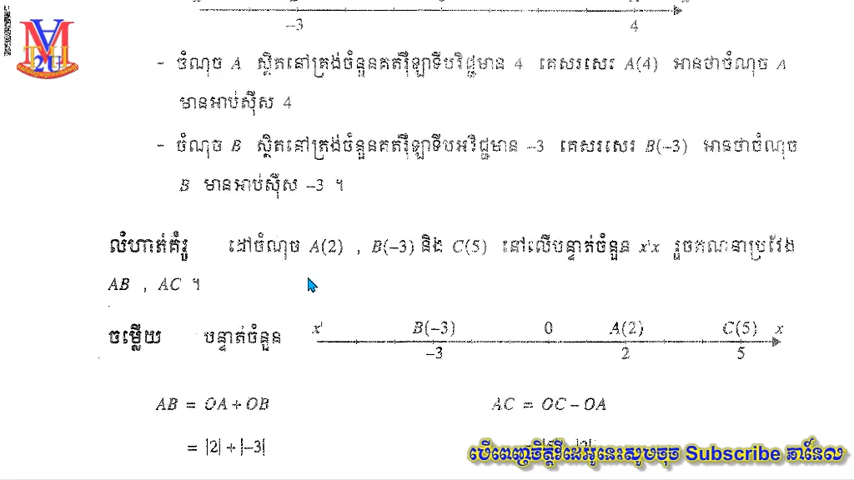 -3 4
- ចំណុច A ស្ថិតនៅត្រង់ចំនួនគត់រ៉ឺឡាទីបវិជ្ជមាន 4 គេសរសេរ A(4) អានថាចំណុច A
មានអាប់ស៊ីស 4
- ចំណុច B ស្ថិតនៅត្រង់ចំនួនគត់រ៉ឺឡាទីបអវិជ្ជមាន -3 គេសរសេរ B(-3) អានថាចំណុច
B មានអាប់ស៊ីស -3 ។
លំហាត់គំរូ ដៅចំណុច A(2) , B(-3) និង C(5) នៅលើបន្ទាត់ចំនួន x'x រួចគណនាប្រវែង
AB , AC ។
ចម្លើយ បន្ទាត់ចំនួន x' B(-3) 0 A(2) C(5) x
-3 2 5
AB = OA + OB AC = OC - OA
= |2| + |-3|
បើពេញចិត្តវីដេអូនេះសូមចុច Subscribe ឆានែល